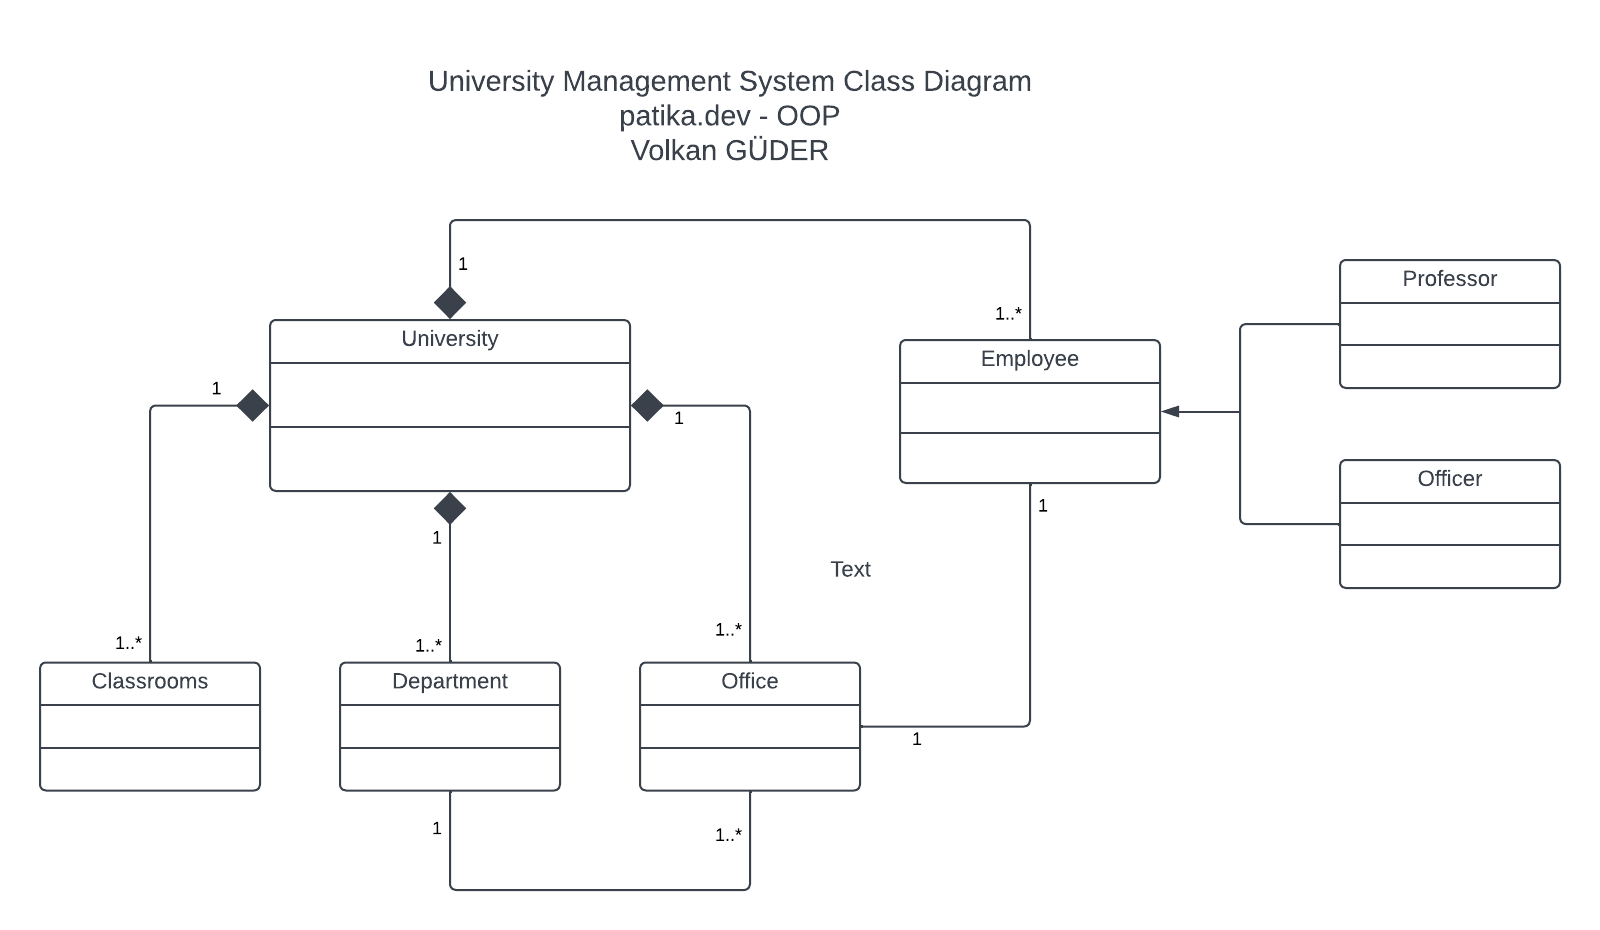 University Management System Class Diagram
patika.dev - OOP
Volkan GÜDER
1
1..*
Professor
University
Employee
1
1
Officer
1
1
Text
1..*
1..*
1..*
Classrooms
Department
Office
1
1
1..*